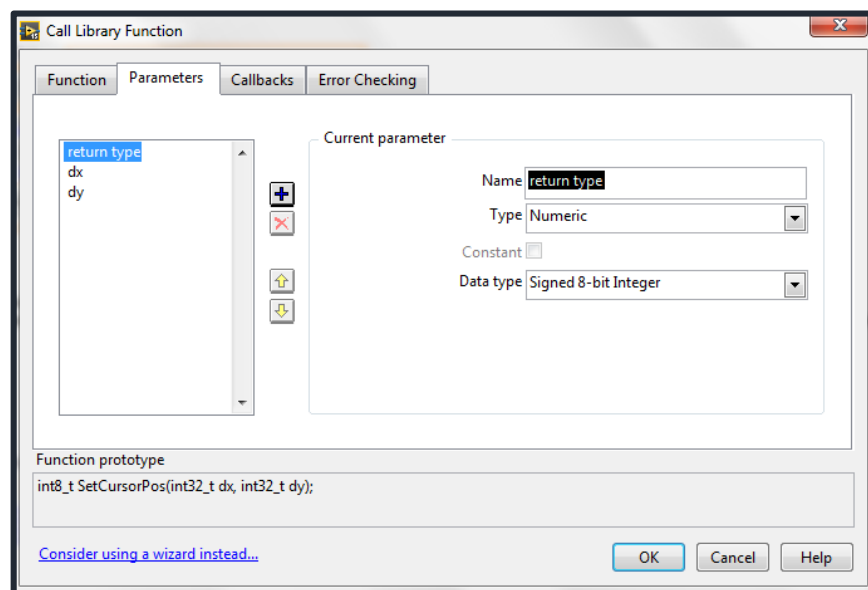 Call Library Function
Function Parameters Callbacks Error Checking
return type
dx
dy
Current parameter
Name return type
Type Numeric
Constant
Data type Signed 8-bit Integer
Function prototype
int8_t SetCursorPos(int32_t dx, int32_t dy);
Consider using a wizard instead...
OK Cancel Help